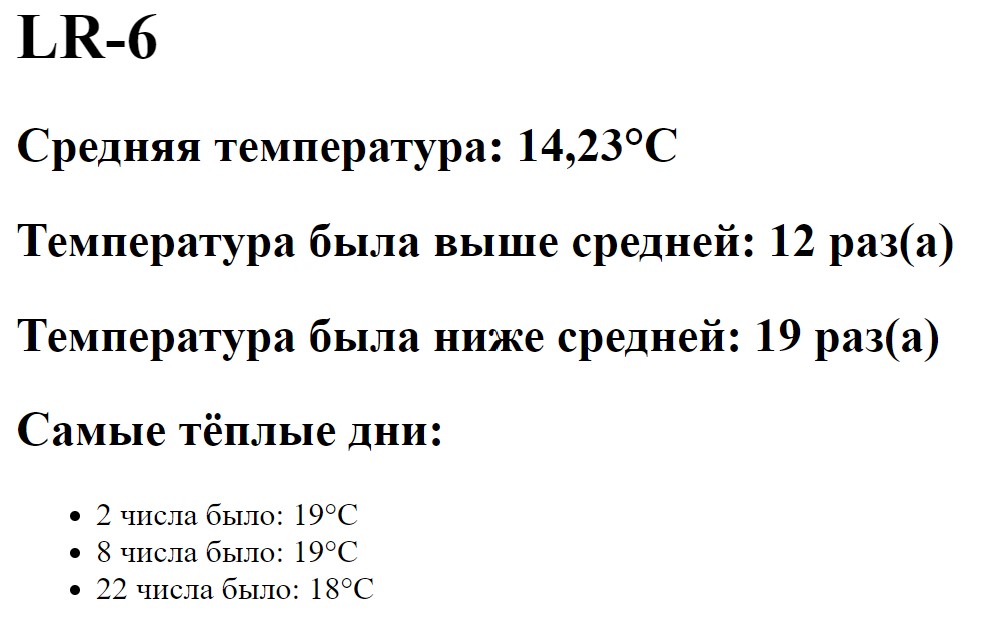 LR-6
Средняя температура: 14,23°C
Температура была выше средней: 12 раз(а)
Температура была ниже средней: 19 раз(а)
Самые тёплые дни:
• 2 числа было: 19°C
• 8 числа было: 19°C
• 22 числа было: 18°C